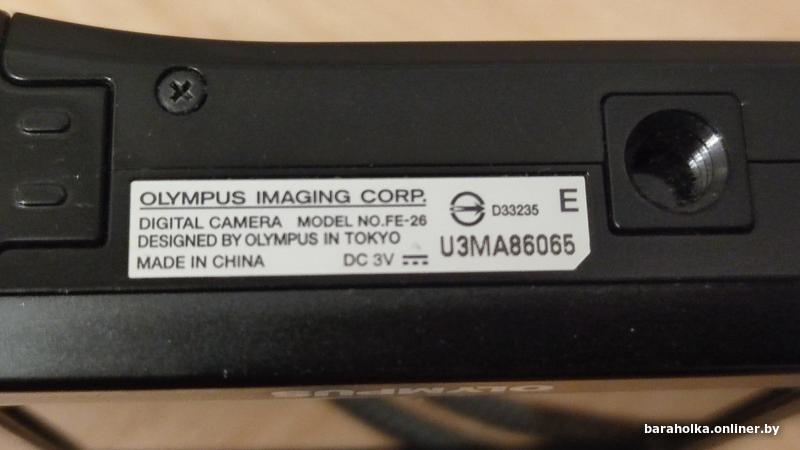 OLYMPUS IMAGING CORP.
D33235
E
DIGITAL CAMERA MODEL NO.FE-26
DESIGNED BY OLYMPUS IN TOKYO
U3MA86065
MADE IN CHINA DC 3V
OLYMPUS
baraholka.onliner.by